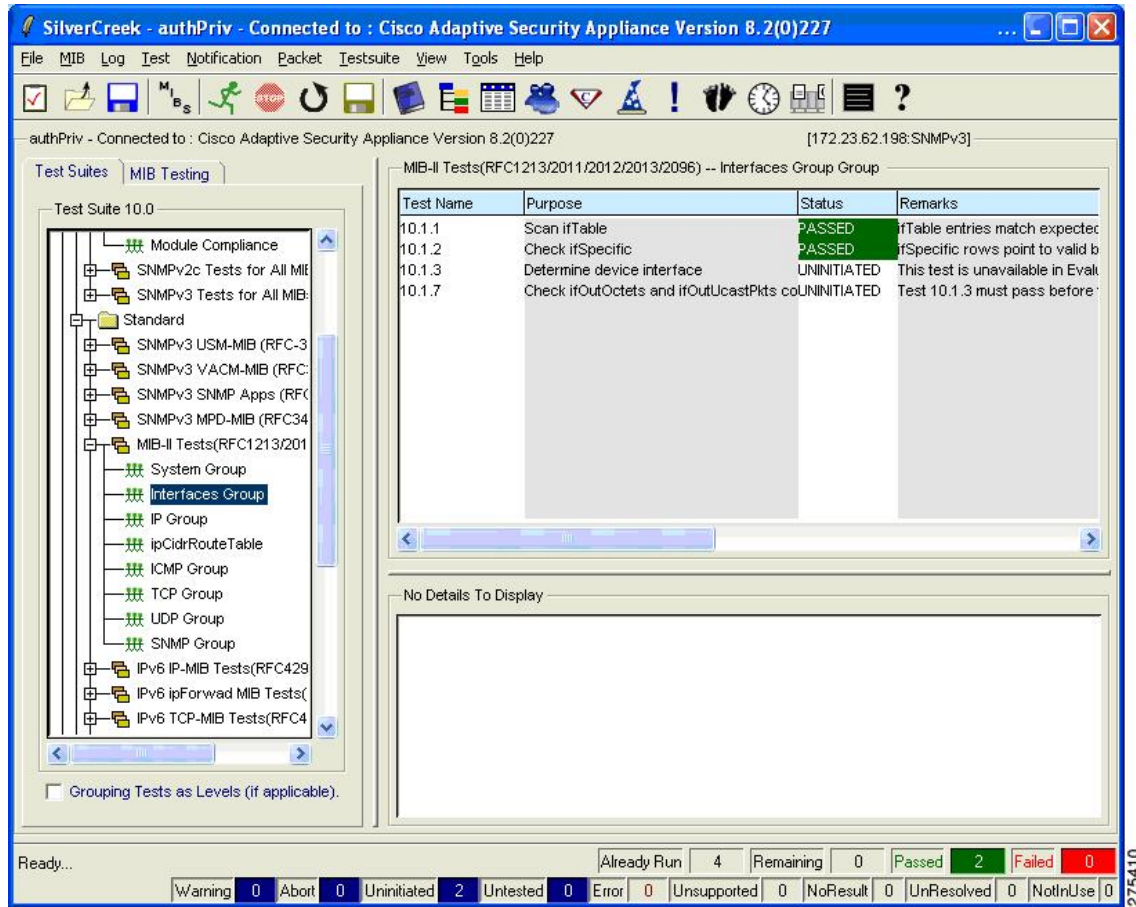 SilverCreek - authPriv - Connected to : Cisco Adaptive Security Appliance Version 8.2(0)227 ...
File MIB Log Test Notification Packet Testsuite View Tools Help
MIBs STOP
authPriv - Connected to : Cisco Adaptive Security Appliance Version 8.2(0)227 [172.23.62.198:SNMPv3]
Test Suites MIB Testing
Test Suite 10.0
Module Compliance
SNMPv2c Tests for All MIB
SNMPv3 Tests for All MIB:
Standard
SNMPv3 USM-MIB (RFC-3
SNMPv3 VACM-MIB (RFC:
SNMPv3 SNMP Apps (RFC
SNMPv3 MPD-MIB (RFC34
MIB-II Tests(RFC1213/201
System Group
Interfaces Group
IP Group
ipCidrRouteTable
ICMP Group
TCP Group
UDP Group
SNMP Group
IPv6 IP-MIB Tests(RFC429
IPv6 ipForwad MIB Tests(
IPv6 TCP-MIB Tests(RFC4
Grouping Tests as Levels (if applicable).
MIB-II Tests(RFC1213/2011/2012/2013/2096) -- Interfaces Group Group
Test Name Purpose Status Remarks
10.1.1 Scan ifTable PASSED ifTable entries match expected
10.1.2 Check ifSpecific PASSED ifSpecific rows point to valid b
10.1.3 Determine device interface UNINITIATED This test is unavailable in Evalu
10.1.7 Check ifOutOctets and ifOutUcastPkts co UNINITIATED Test 10.1.3 must pass before
No Details To Display
Ready...
Already Run 4 Remaining 0 Passed 2 Failed 0
Warning 0 Abort 0 Uninitiated 2 Untested 0 Error 0 Unsupported 0 NoResult 0 UnResolved 0 NotInUse 0
275410